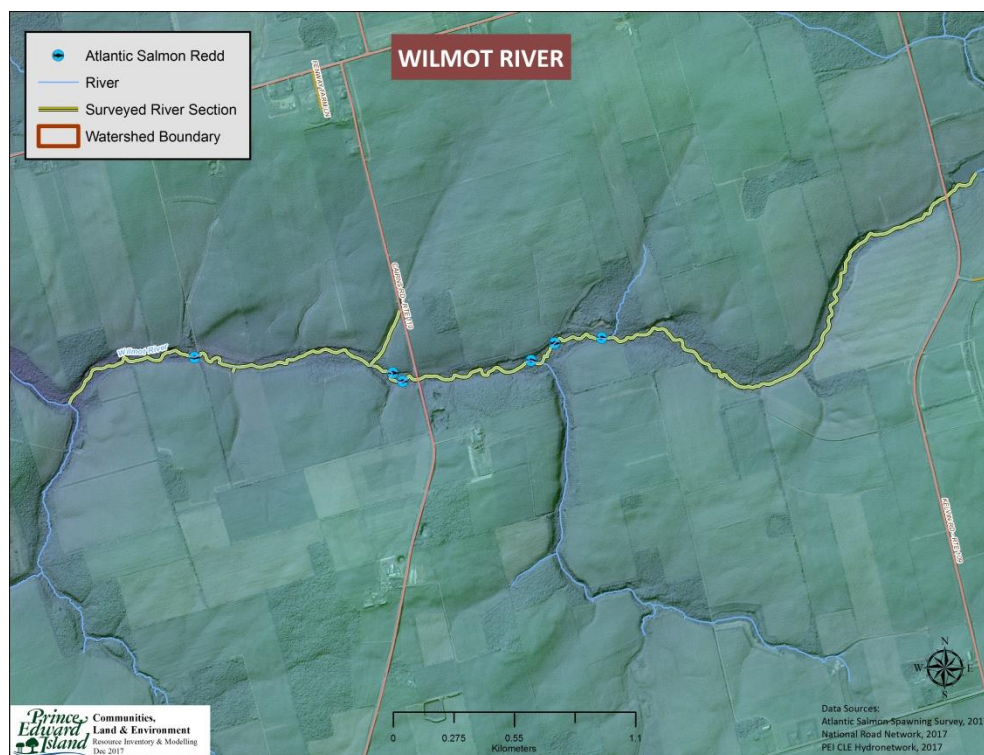 WILMOT RIVER
Atlantic Salmon Redd
River
Surveyed River Section
Watershed Boundary
Wilmot River
N
W E
S
Prince
Edward
Island
Communities,
Land & Environment
Resource Inventory & Modelling
Dec 2017
0 0.275 0.55 1.1
Kilometers
Data Sources:
Atlantic Salmon Spawning Survey, 201
National Road Network, 2017
PEI CLE Hydronetwork, 2017